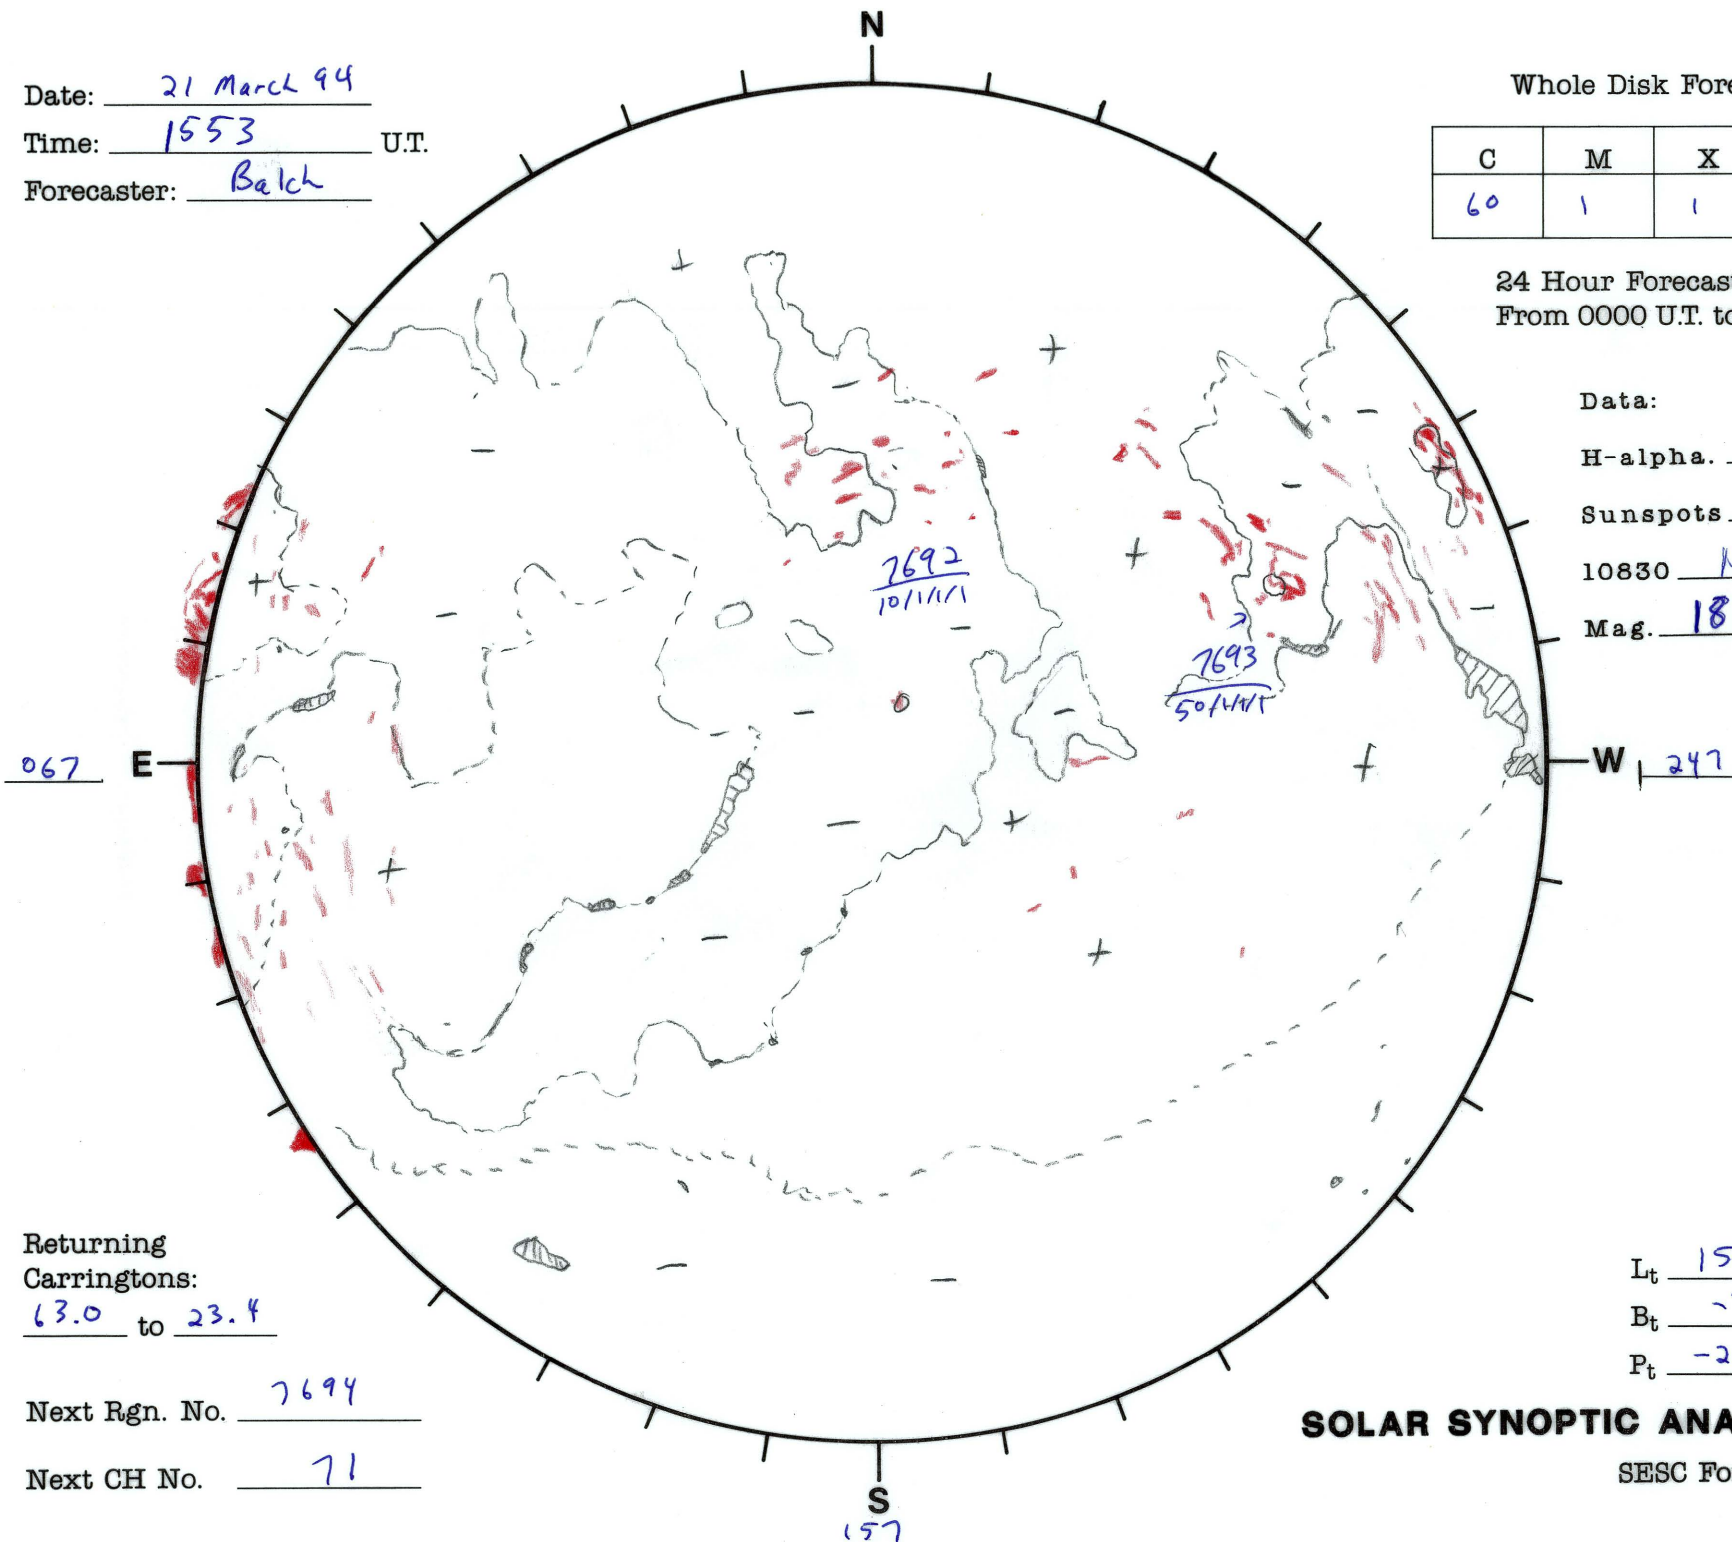 N
Date: 21 March 94
Time: 1553 U.T.
Forecaster: Balch
Whole Disk Fore
C M X
60 1 1
24 Hour Forecas
From 0000 U.T. to
Data:
H-alpha.
Sunspots
10830
Mag. 18
7692
10/1/1/1
7693
50/1/1/1
067 E
W 247
Returning
Carringtons:
63.0 to 23.4
Next Rgn. No. 7694
Next CH No. 71
Lt 15
Bt -
Pt -2
SOLAR SYNOPTIC ANA
SESC Fo
S
157